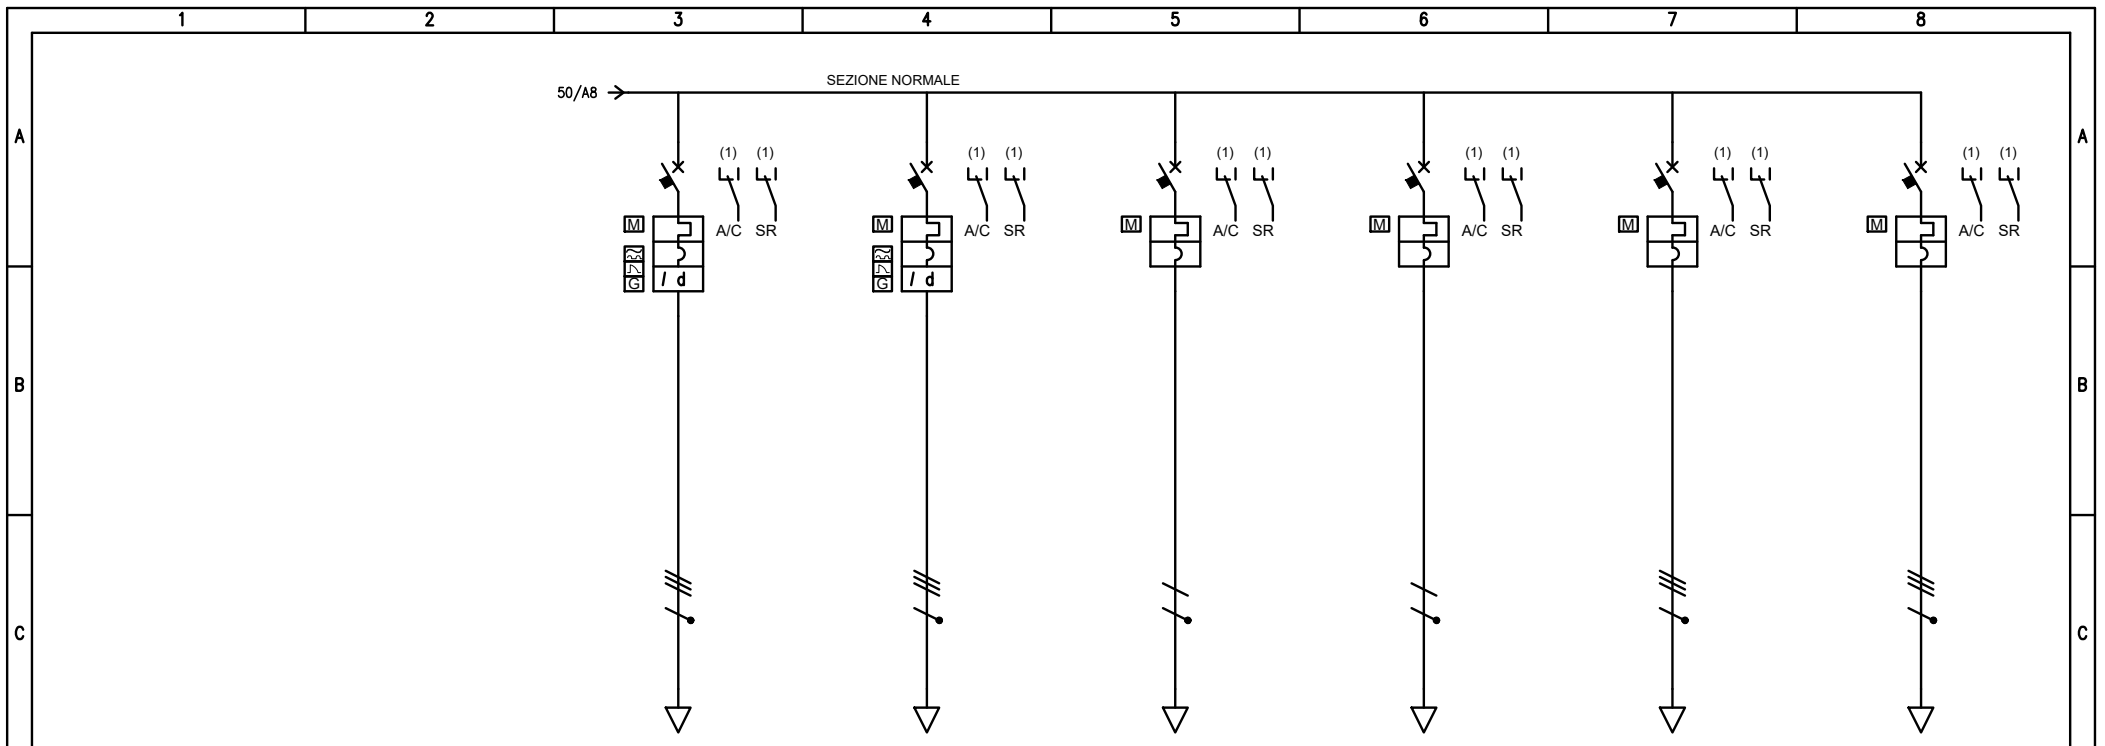 1 2 3 4 5 6 7 8
SEZIONE NORMALE
50/A8
A A
(1) (1) (1) (1) (1) (1) (1) (1) (1) (1) (1) (1)
M A/C SR M A/C SR M A/C SR M A/C SR M A/C SR M A/C SR
G I d G I d
B B
C C